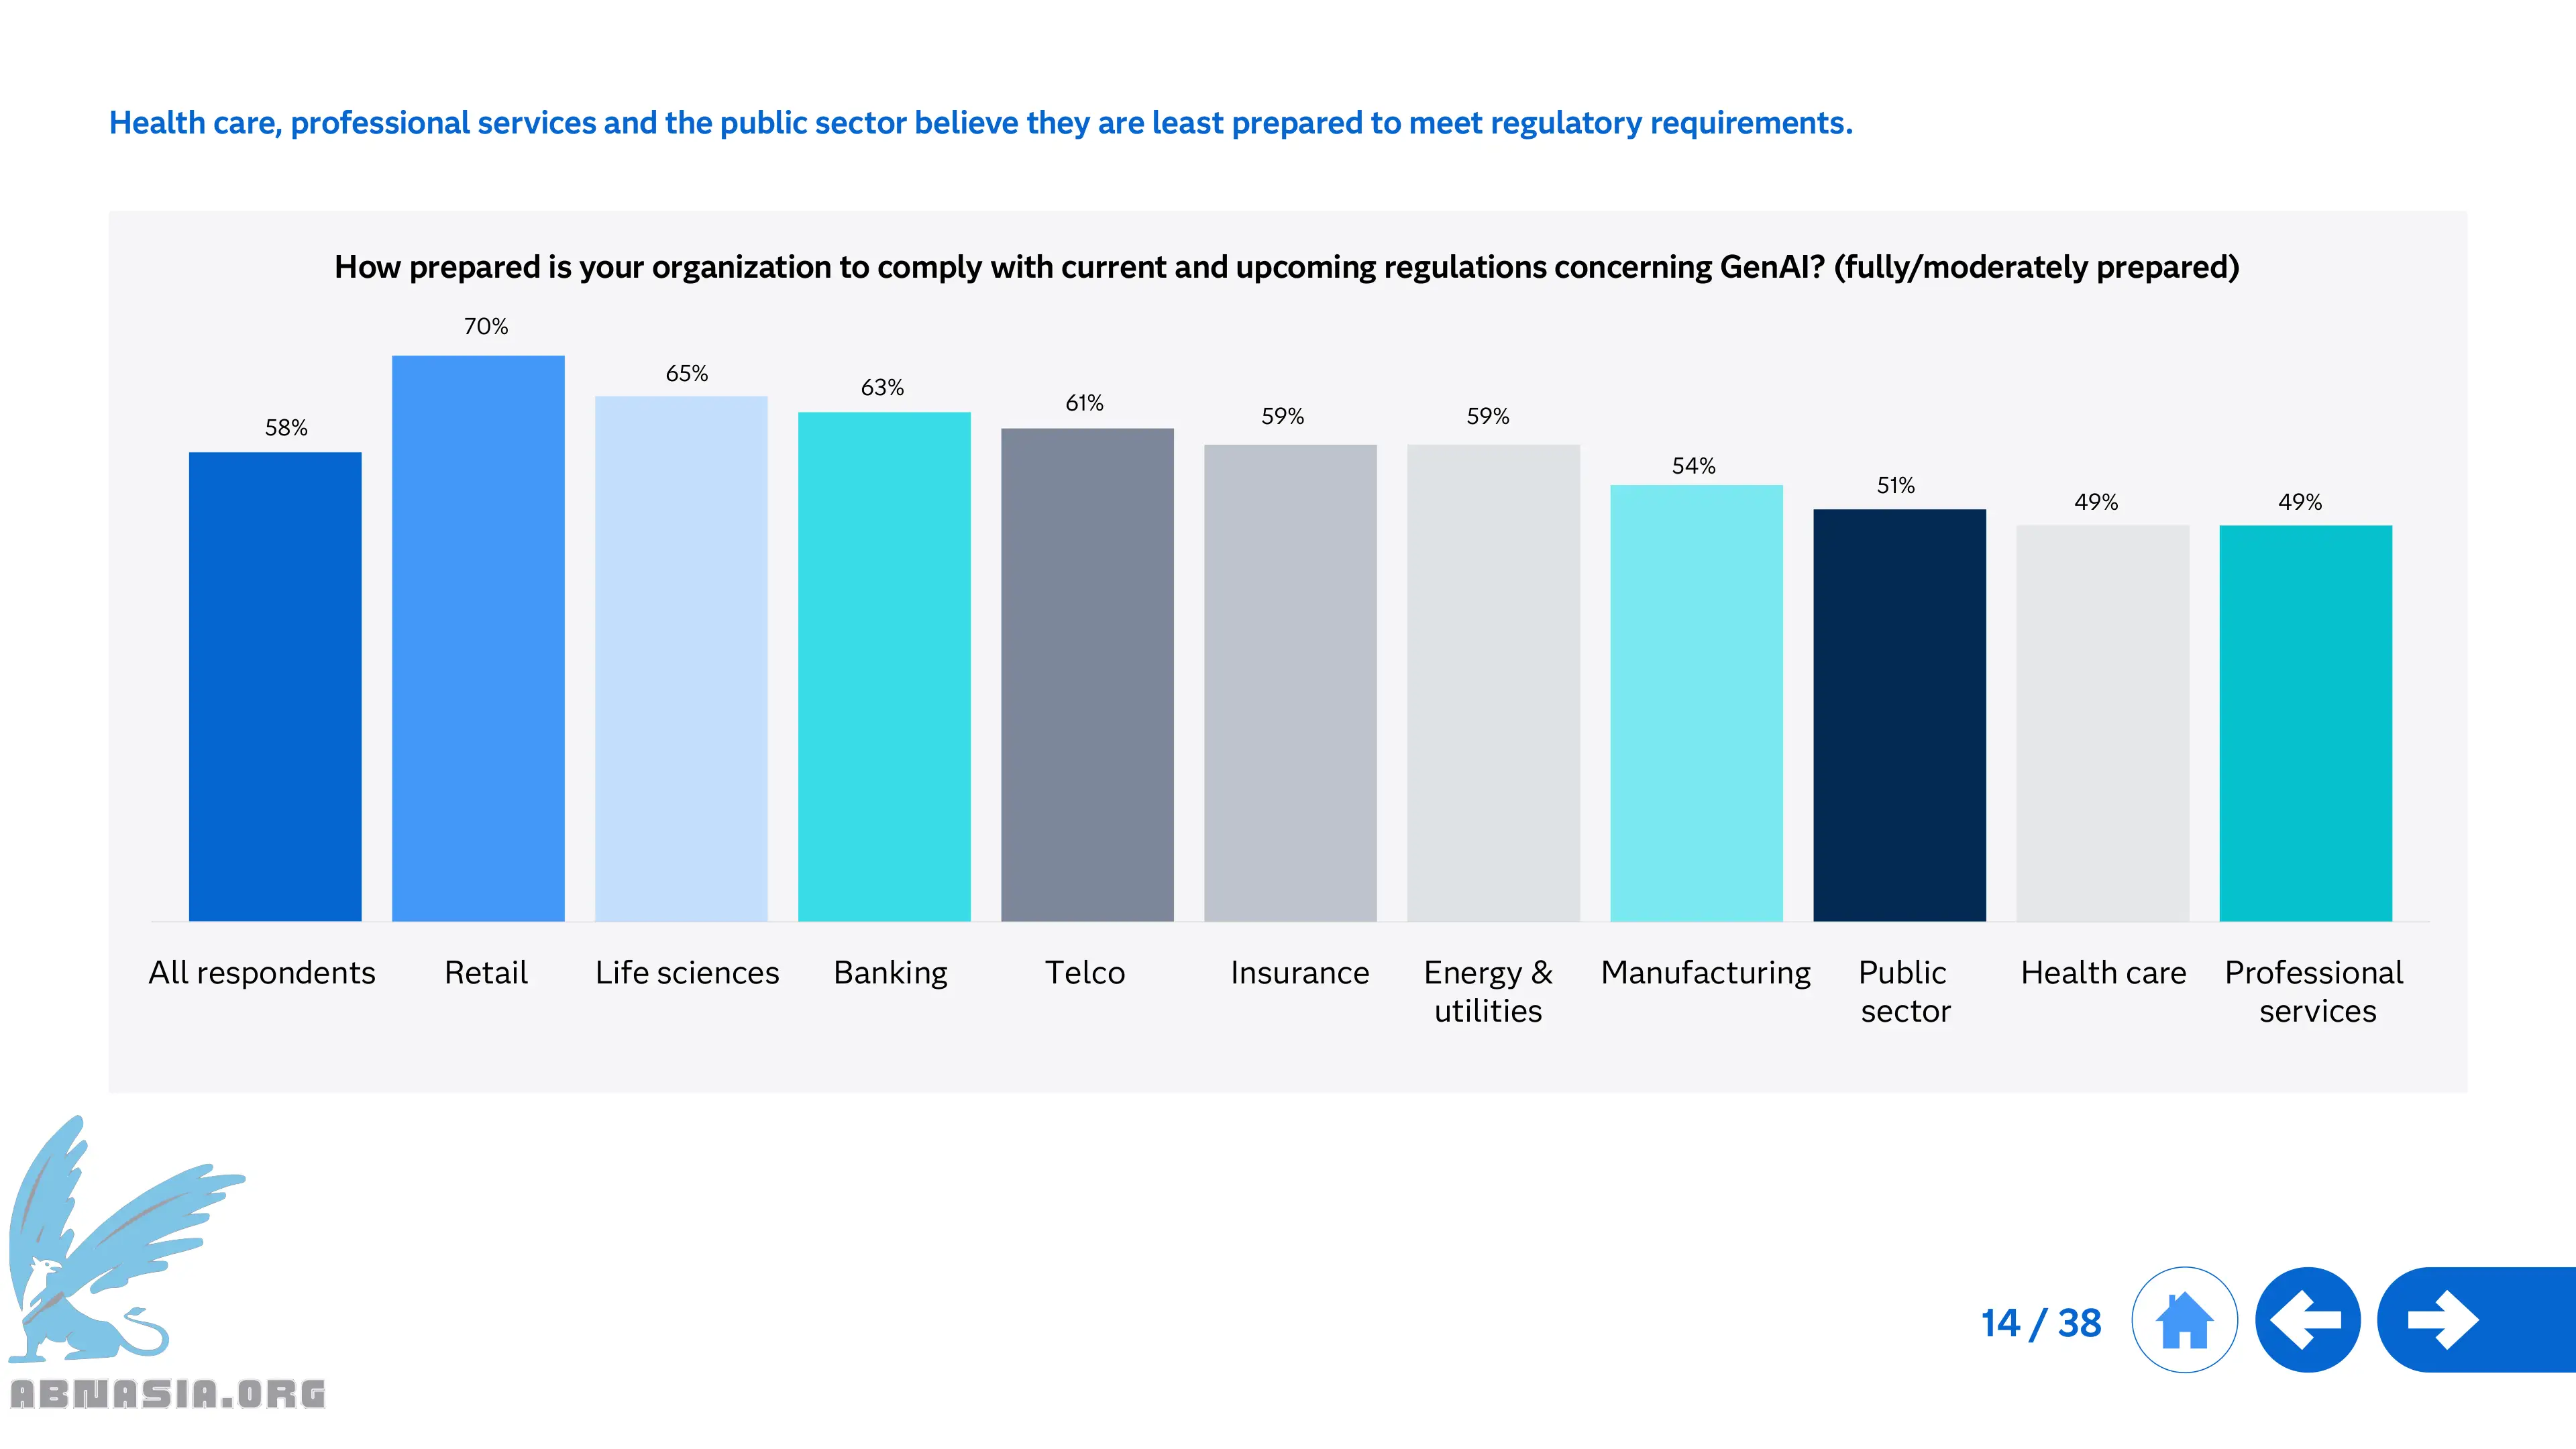 Health care, professional services and the public sector believe they are least prepared to meet regulatory requirements.
How prepared is your organization to comply with current and upcoming regulations concerning GenAI? (fully/moderately prepared)
58%
70%
65%
63%
61%
59%
59%
54%
51%
49%
49%
All respondents
Retail
Life sciences
Banking
Telco
Insurance
Energy &
utilities
Manufacturing
Public
sector
Health care
Professional
services
14 / 38
ABNASIA.ORG